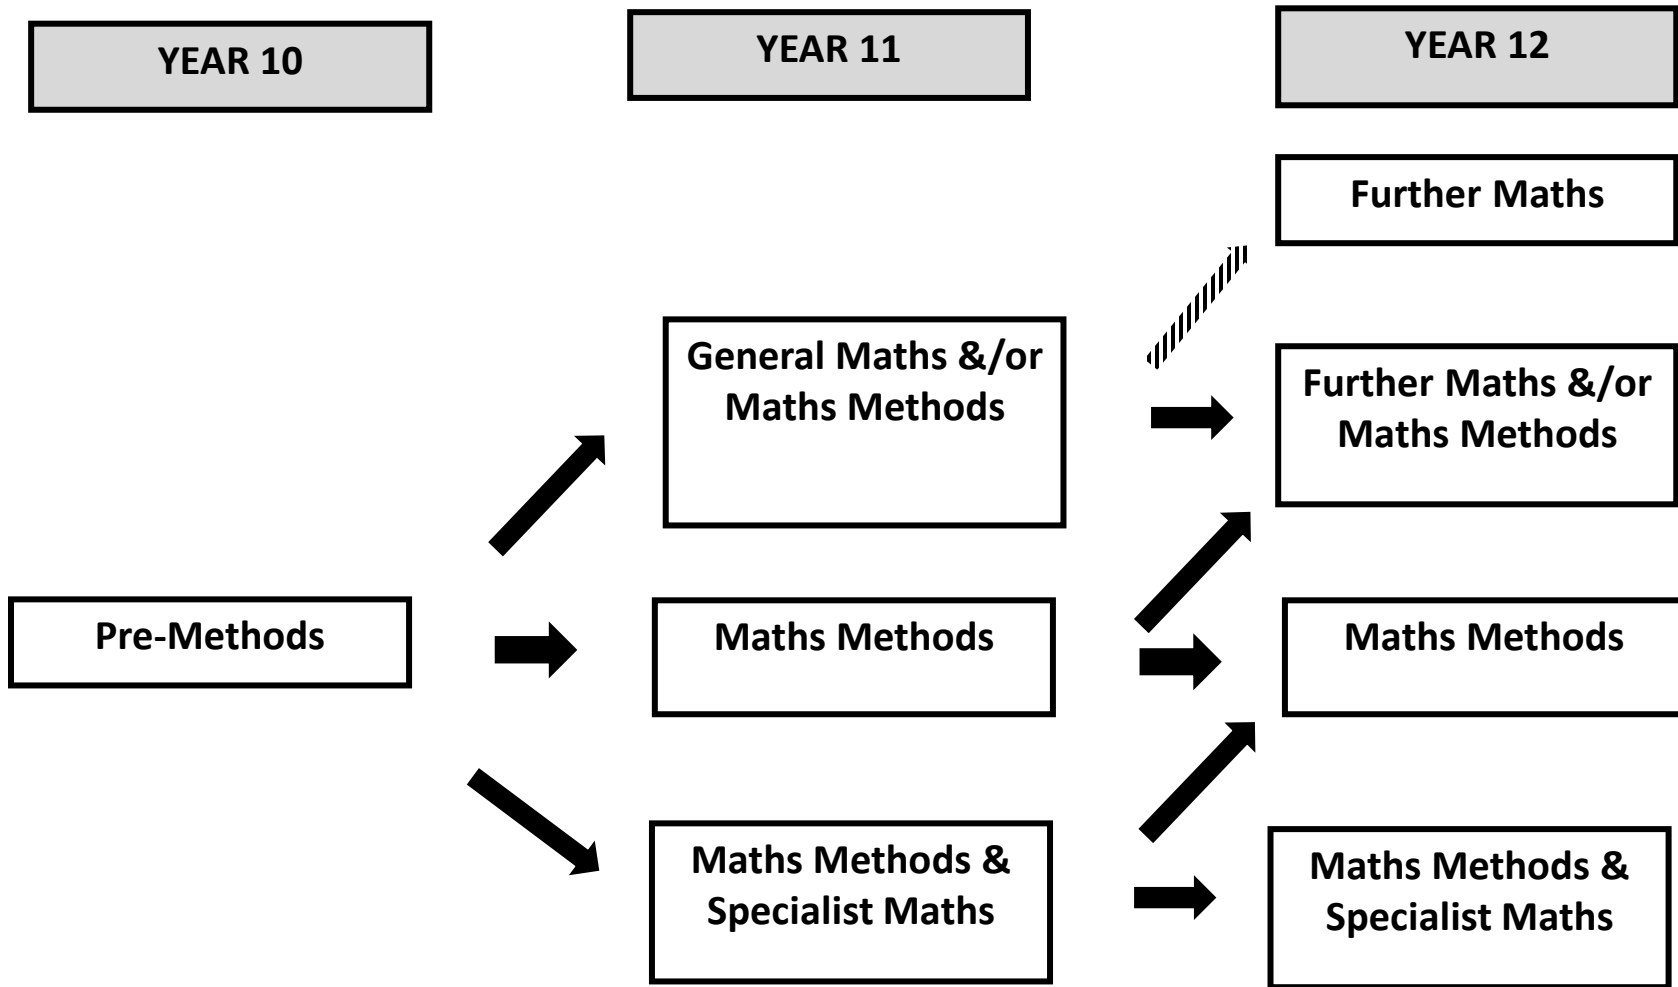 YEAR 10
YEAR 11
YEAR 12
Further Maths
General Maths &/or
Maths Methods
Further Maths &/or
Maths Methods
Pre-Methods
Maths Methods
Maths Methods
Maths Methods &
Specialist Maths
Maths Methods &
Specialist Maths